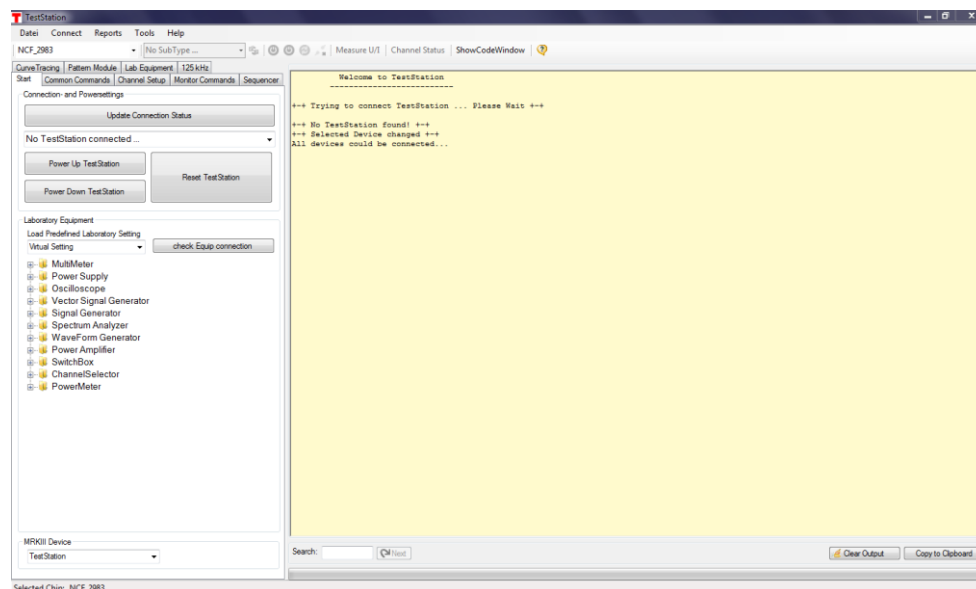 TestStation
Datei Connect Reports Tools Help
NCF_2983 No SubType ... Measure U/I Channel Status ShowCodeWindow
CurveTracing Pattern Module Lab Equipment 125 kHz
Start Common Commands Channel Setup Monitor Commands Sequencer
Connection- and Powersettings
Update Connection Status
No TestStation connected ...
Power Up TestStation
Reset TestStation
Power Down TestStation
Laboratory Equipment
Load Predefined Laboratory Setting
Virtual Setting check Equip connection
MultiMeter
Power Supply
Oscilloscope
Vector Signal Generator
Signal Generator
Spectrum Analyzer
WaveForm Generator
Power Amplifier
SwitchBox
ChannelSelector
PowerMeter
MRKIII Device
TestStation
Welcome to TestStation
--------------------------
+-+ Trying to connect TestStation ... Please Wait +-+
+-+ No TestStation found! +-+
+-+ Selected Device changed +-+
All devices could be connected...
Search: Next Clear Output Copy to Clipboard
Selected Chip: NCF_2983